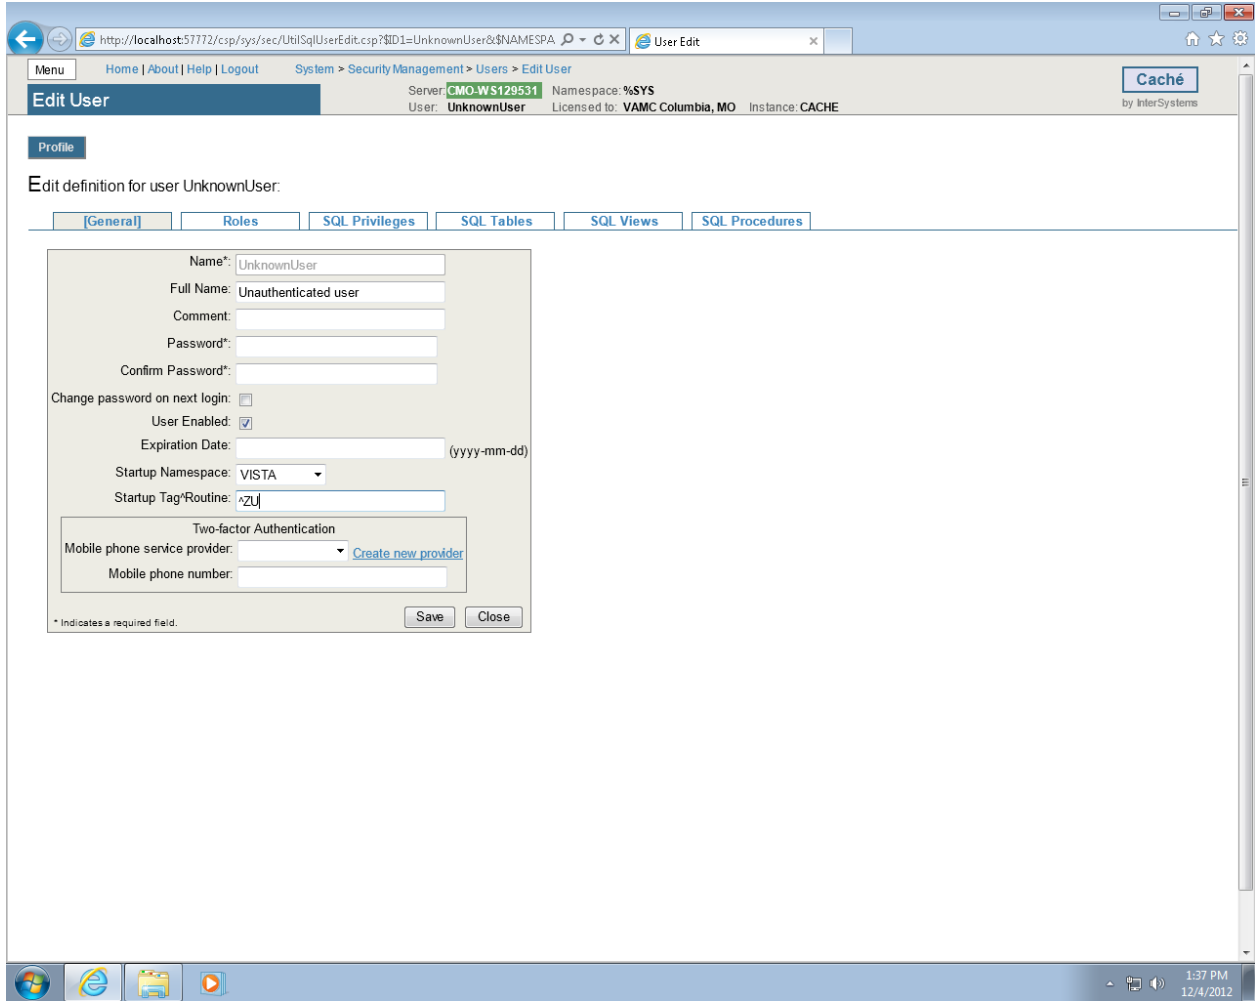 http://localhost:57772/csp/sys/sec/UtilSqlUserEdit.csp?$ID1=UnknownUser&$NAMESPA
User Edit
Menu
Home | About | Help | Logout
System > Security Management > Users > Edit User
Caché
by InterSystems
Edit User
Server: CMO-WS129531 Namespace: %SYS
User: UnknownUser Licensed to: VAMC Columbia, MO Instance: CACHE
Profile
Edit definition for user UnknownUser:
[General] Roles SQL Privileges SQL Tables SQL Views SQL Procedures
Name*: UnknownUser
Full Name: Unauthenticated user
Comment:
Password*:
Confirm Password*:
Change password on next login:
User Enabled:
Expiration Date: (yyyy-mm-dd)
Startup Namespace: VISTA
Startup Tag^Routine: ^ZU
Two-factor Authentication
Mobile phone service provider: Create new provider
Mobile phone number:
* Indicates a required field.
Save Close
1:37 PM
12/4/2012